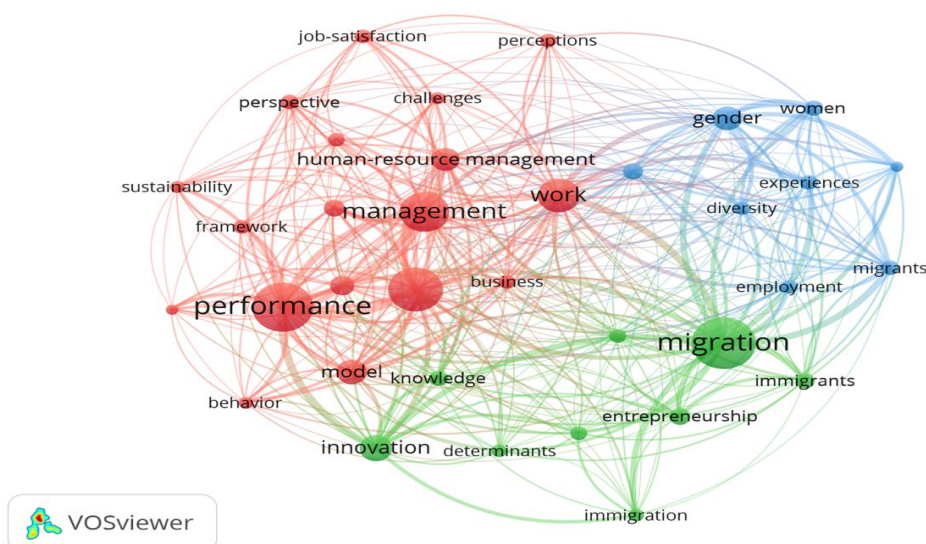 job-satisfaction
perceptions
perspective
challenges
women
gender
human-resource management
sustainability
experiences
work
management
diversity
framework
migrants
business
employment
performance
migration
model
knowledge
immigrants
behavior
entrepreneurship
innovation
determinants
immigration
VOSviewer